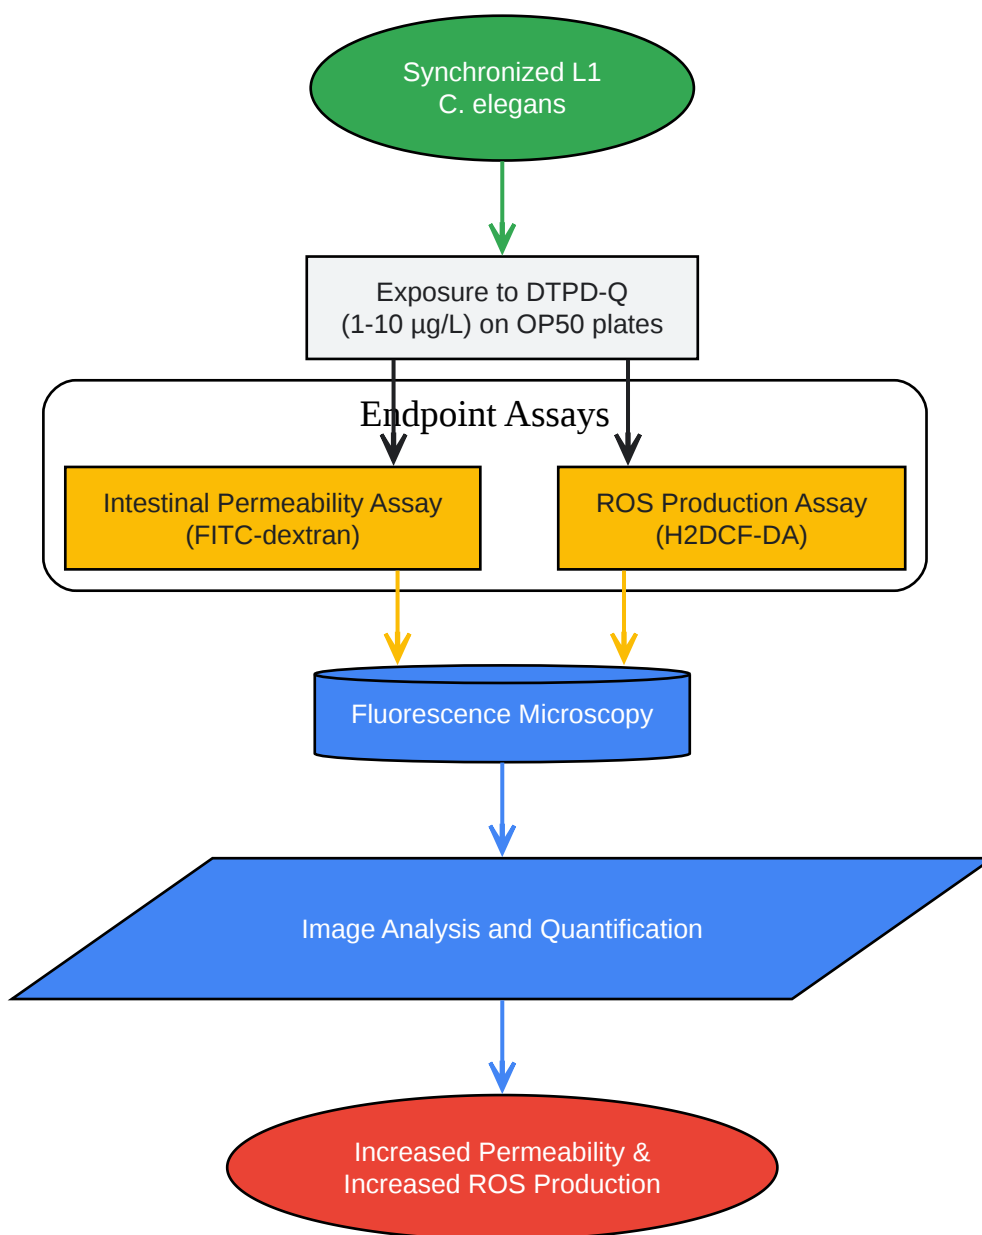 Synchronized L1
C. elegans
Exposure to DTPD-Q
(1-10 µg/L) on OP50 plates
Endpoint Assays
Intestinal Permeability Assay
(FITC-dextran)
ROS Production Assay
(H2DCF-DA)
Fluorescence Microscopy
Image Analysis and Quantification
Increased Permeability &
Increased ROS Production